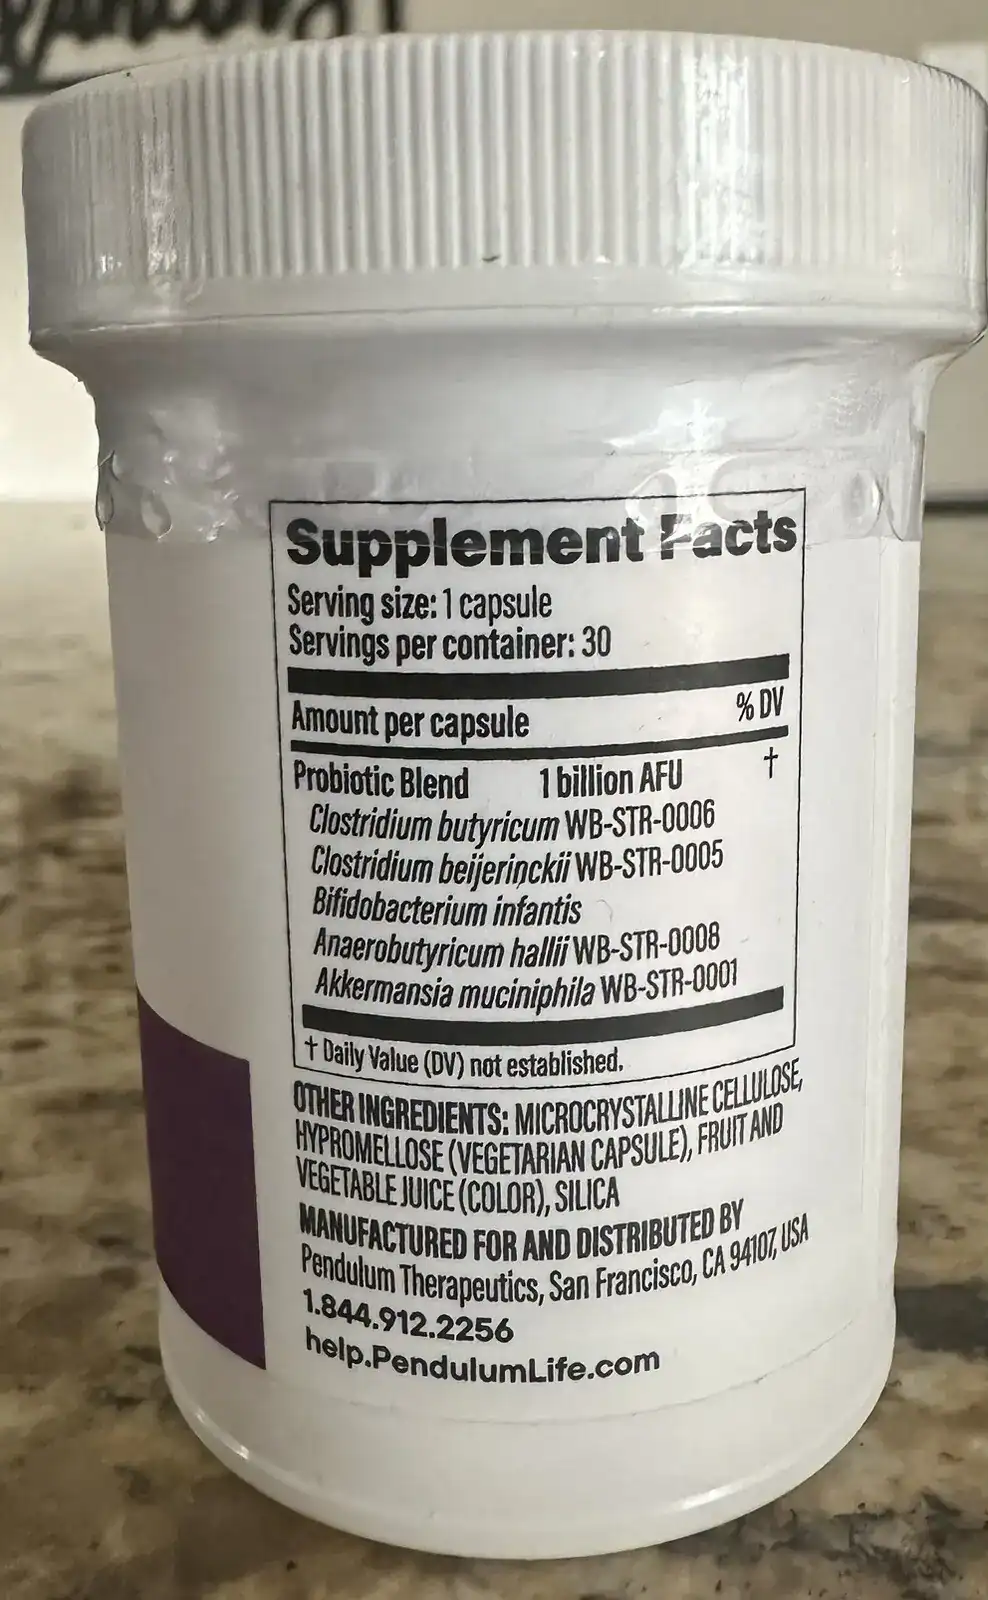 Supplement Facts
Serving size: 1 capsule
Servings per container: 30
Amount per capsule % DV
Probiotic Blend 1 billion AFU †
Clostridium butyricum WB-STR-0006
Clostridium beijerinckii WB-STR-0005
Bifidobacterium infantis
Anaerobutyricum hallii WB-STR-0008
Akkermansia muciniphila WB-STR-0001
† Daily Value (DV) not established.
OTHER INGREDIENTS: MICROCRYSTALLINE CELLULOSE,
HYPROMELLOSE (VEGETARIAN CAPSULE), FRUIT AND
VEGETABLE JUICE (COLOR), SILICA
MANUFACTURED FOR AND DISTRIBUTED BY
Pendulum Therapeutics, San Francisco, CA 94107, USA
1.844.912.2256
help.PendulumLife.com